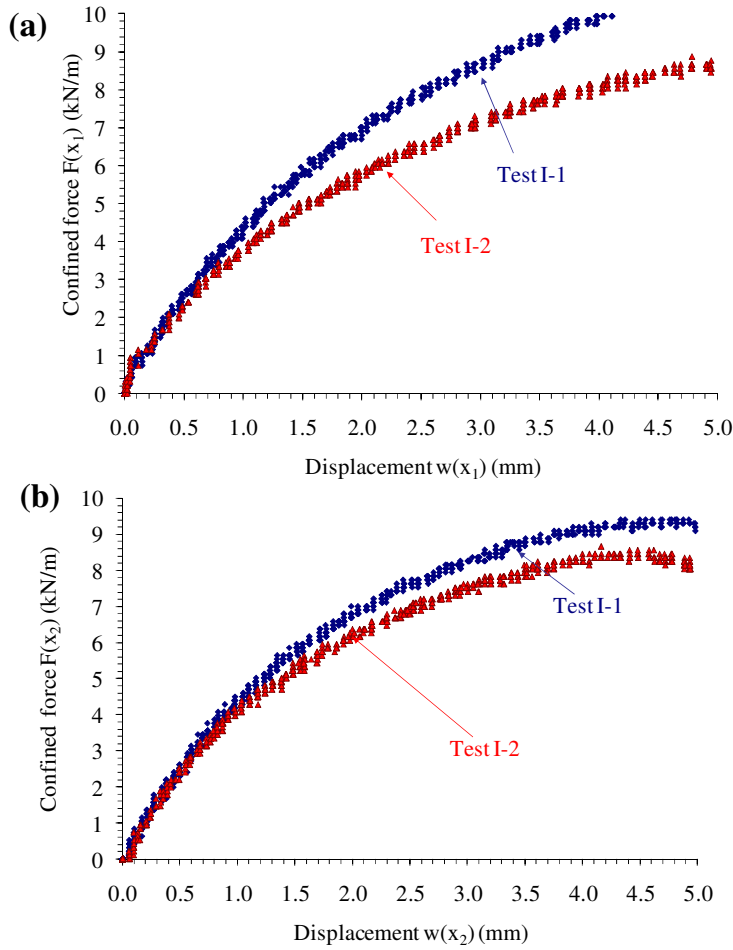 (a)
Confined force F(x₁) (kN/m)
10
9
8
7
6
5
4
3
2
1
0
Test I-1
Test I-2
0.0 0.5 1.0 1.5 2.0 2.5 3.0 3.5 4.0 4.5 5.0
Displacement w(x₁) (mm)
(b)
Confined force F(x₂) (kN/m)
10
9
8
7
6
5
4
3
2
1
0
Test I-1
Test I-2
0.0 0.5 1.0 1.5 2.0 2.5 3.0 3.5 4.0 4.5 5.0
Displacement w(x₂) (mm)